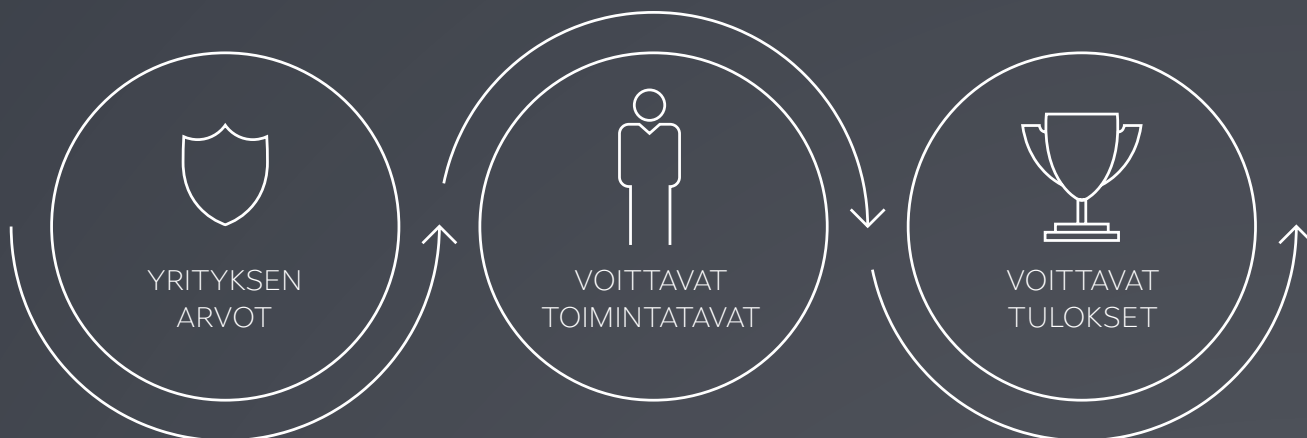 YRITYKSEN
ARVOT
VOITTAVAT
TOIMINTATAVAT
VOITTAVAT
TULOKSET